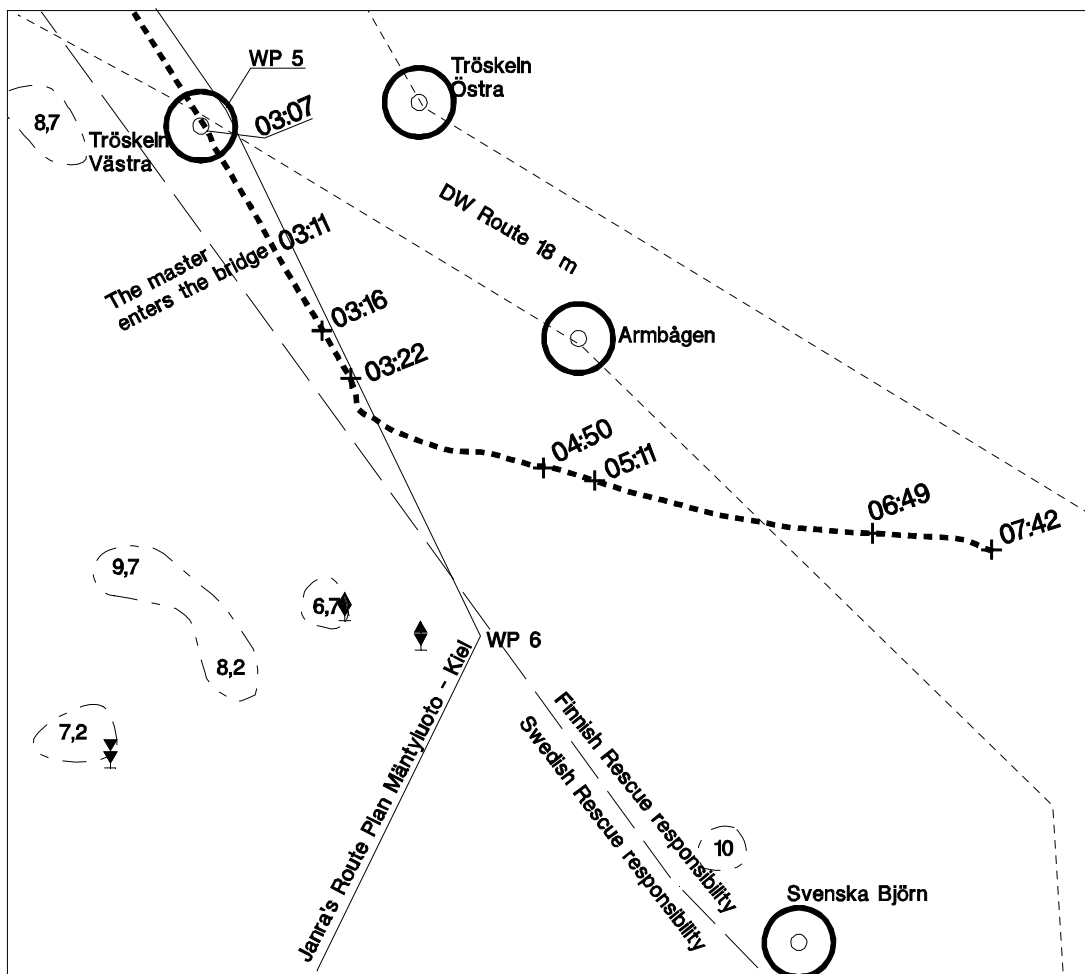 WP 5
Tröskeln
Östra
8,7
03:07
Tröskeln
Västra
DW Route 18 m
The master
enters the bridge 03:11
03:16
Armbågen
03:22
04:50
05:11
06:49
07:42
9,7
6,7
WP 6
8,2
7,2
Janra's Route Plan Mäntyluoto - Kiel
Finnish Rescue responsibility
Swedish Rescue responsibility
10
Svenska Björn